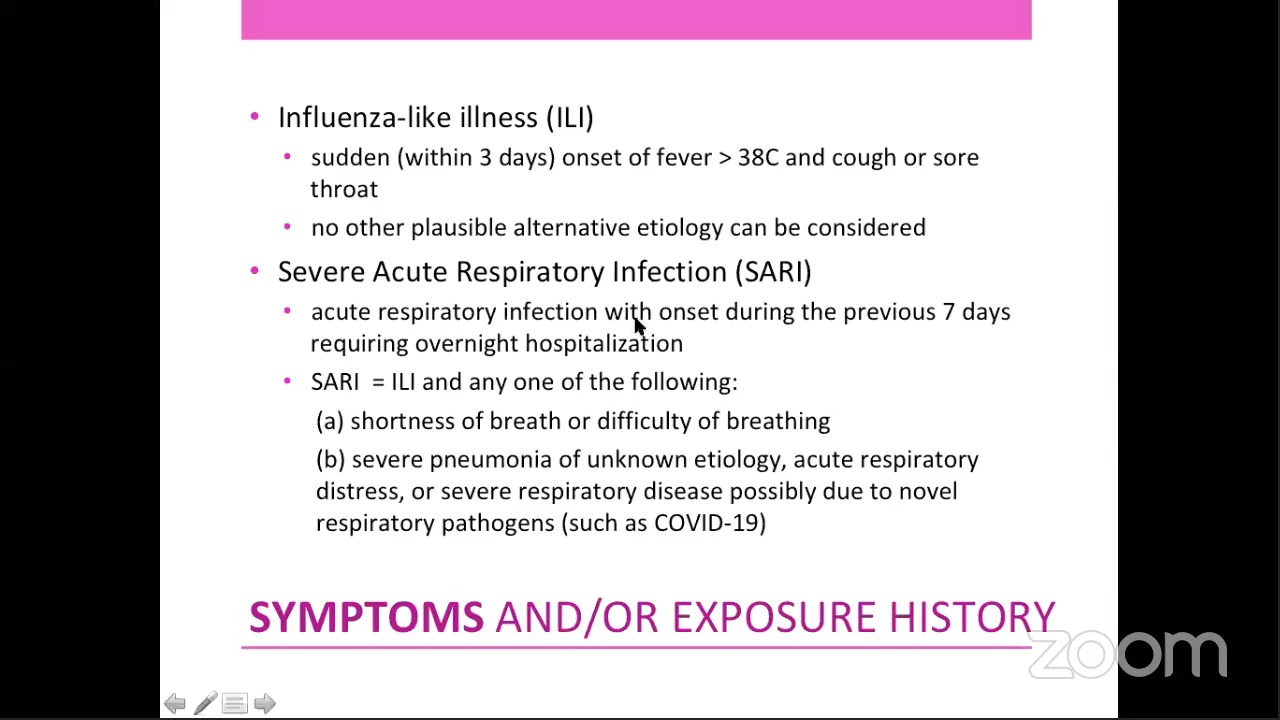 • Influenza-like illness (ILI)
• sudden (within 3 days) onset of fever > 38C and cough or sore
throat
• no other plausible alternative etiology can be considered
• Severe Acute Respiratory Infection (SARI)
• acute respiratory infection with onset during the previous 7 days
requiring overnight hospitalization
• SARI = ILI and any one of the following:
(a) shortness of breath or difficulty of breathing
(b) severe pneumonia of unknown etiology, acute respiratory
distress, or severe respiratory disease possibly due to novel
respiratory pathogens (such as COVID-19)
SYMPTOMS AND/OR EXPOSURE HISTORY
zoom